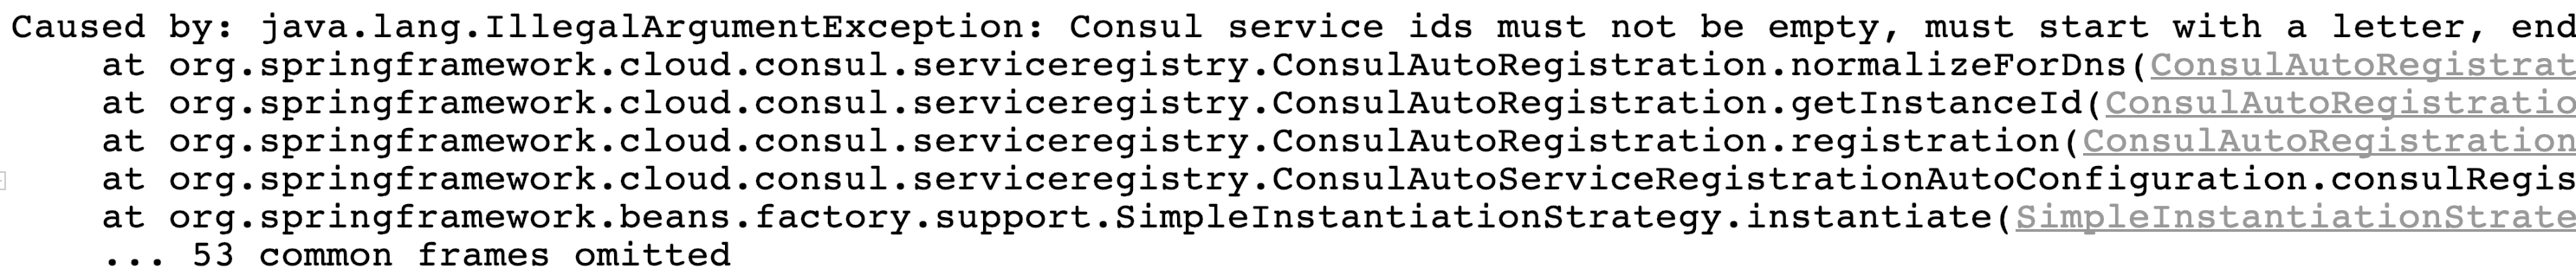 Caused by: java.lang.IllegalArgumentException: Consul service ids must not be empty, must start with a letter, end
at org.springframework.cloud.consul.serviceregistry.ConsulAutoRegistration.normalizeForDns(ConsulAutoRegistrat
at org.springframework.cloud.consul.serviceregistry.ConsulAutoRegistration.getInstanceId(ConsulAutoRegistratio
at org.springframework.cloud.consul.serviceregistry.ConsulAutoRegistration.registration(ConsulAutoRegistration
at org.springframework.cloud.consul.serviceregistry.ConsulAutoServiceRegistrationAutoConfiguration.consulRegis
at org.springframework.beans.factory.support.SimpleInstantiationStrategy.instantiate(SimpleInstantiationStrate
... 53 common frames omitted